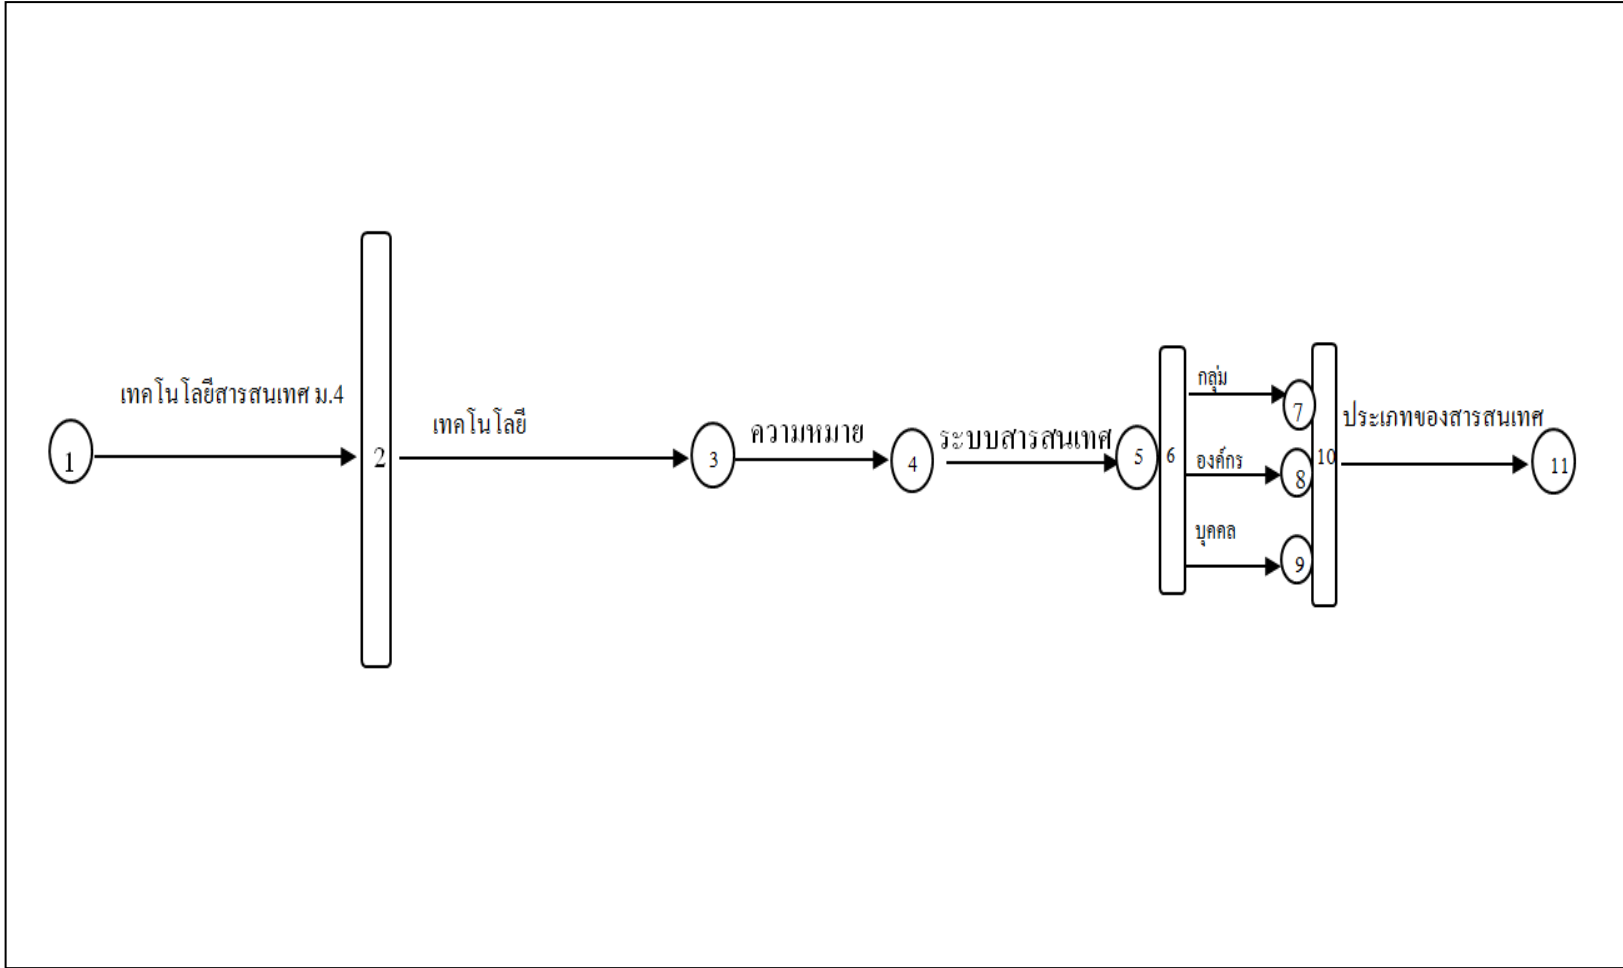 1
เทคโนโลยีสารสนเทศ ม.4
2
เทคโนโลยี
3
ความหมาย
4
ระบบสารสนเทศ
5
6
กลุ่ม
7
องค์กร
8
บุคคล
9
10
ประเภทของสารสนเทศ
11